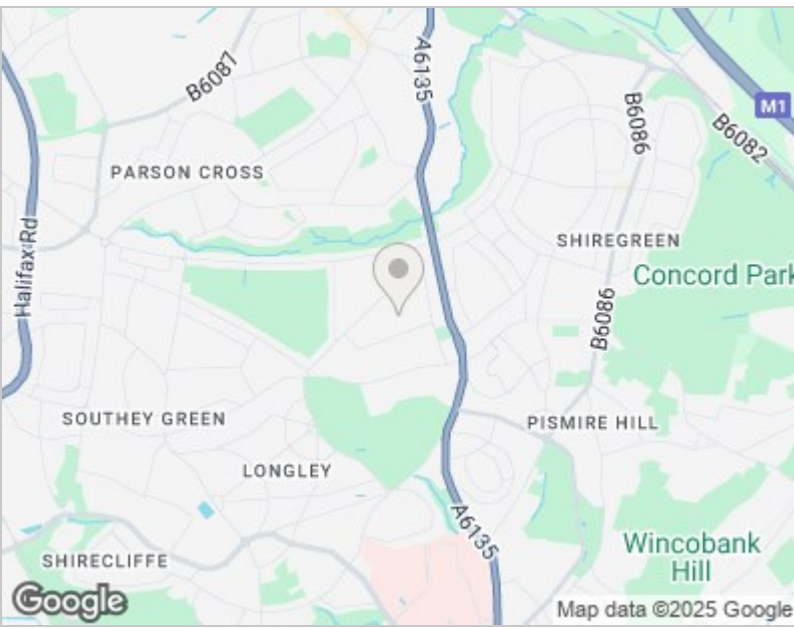 B6087
A6135
M1
B6086
B6082
PARSON CROSS
SHIREGREEN
Concord Park
Halifax Rd
B6086
SOUTHEY GREEN
PISMIRE HILL
LONGLEY
A6135
SHIRECLIFFE
Wincobank
Hill
Google
Map data ©2025 Google